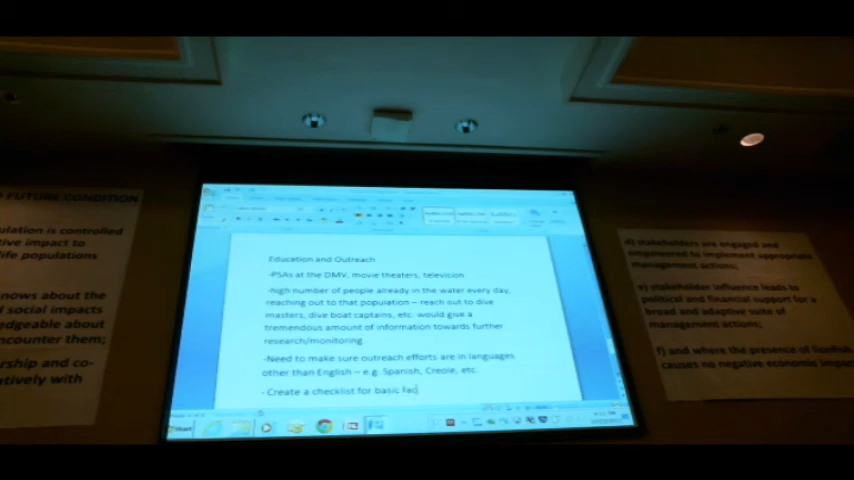 FUTURE CONDITION
ulation is controlled
tive impact to
life populations
nows about the
d social impacts
edgeable about
ncounter them;
rship and co-
atively with
Education and Outreach
-PSAs at the DMV, movie theaters, television
-high number of people already in the water every day,
reaching out to that population – reach out to dive
masters, dive boat captains, etc. would give a
tremendous amount of information towards further
research/monitoring
-Need to make sure outreach efforts are in languages
other than English – e.g. Spanish, Creole, etc.
- Create a checklist for basic fac
Start
d) stakeholders are engaged and
empowered to implement appropriate
management actions;
e) stakeholder influence leads to
political and financial support for a
broad and adaptive suite of
management actions;
f) and where the presence of lionfish
causes no negative economic impact